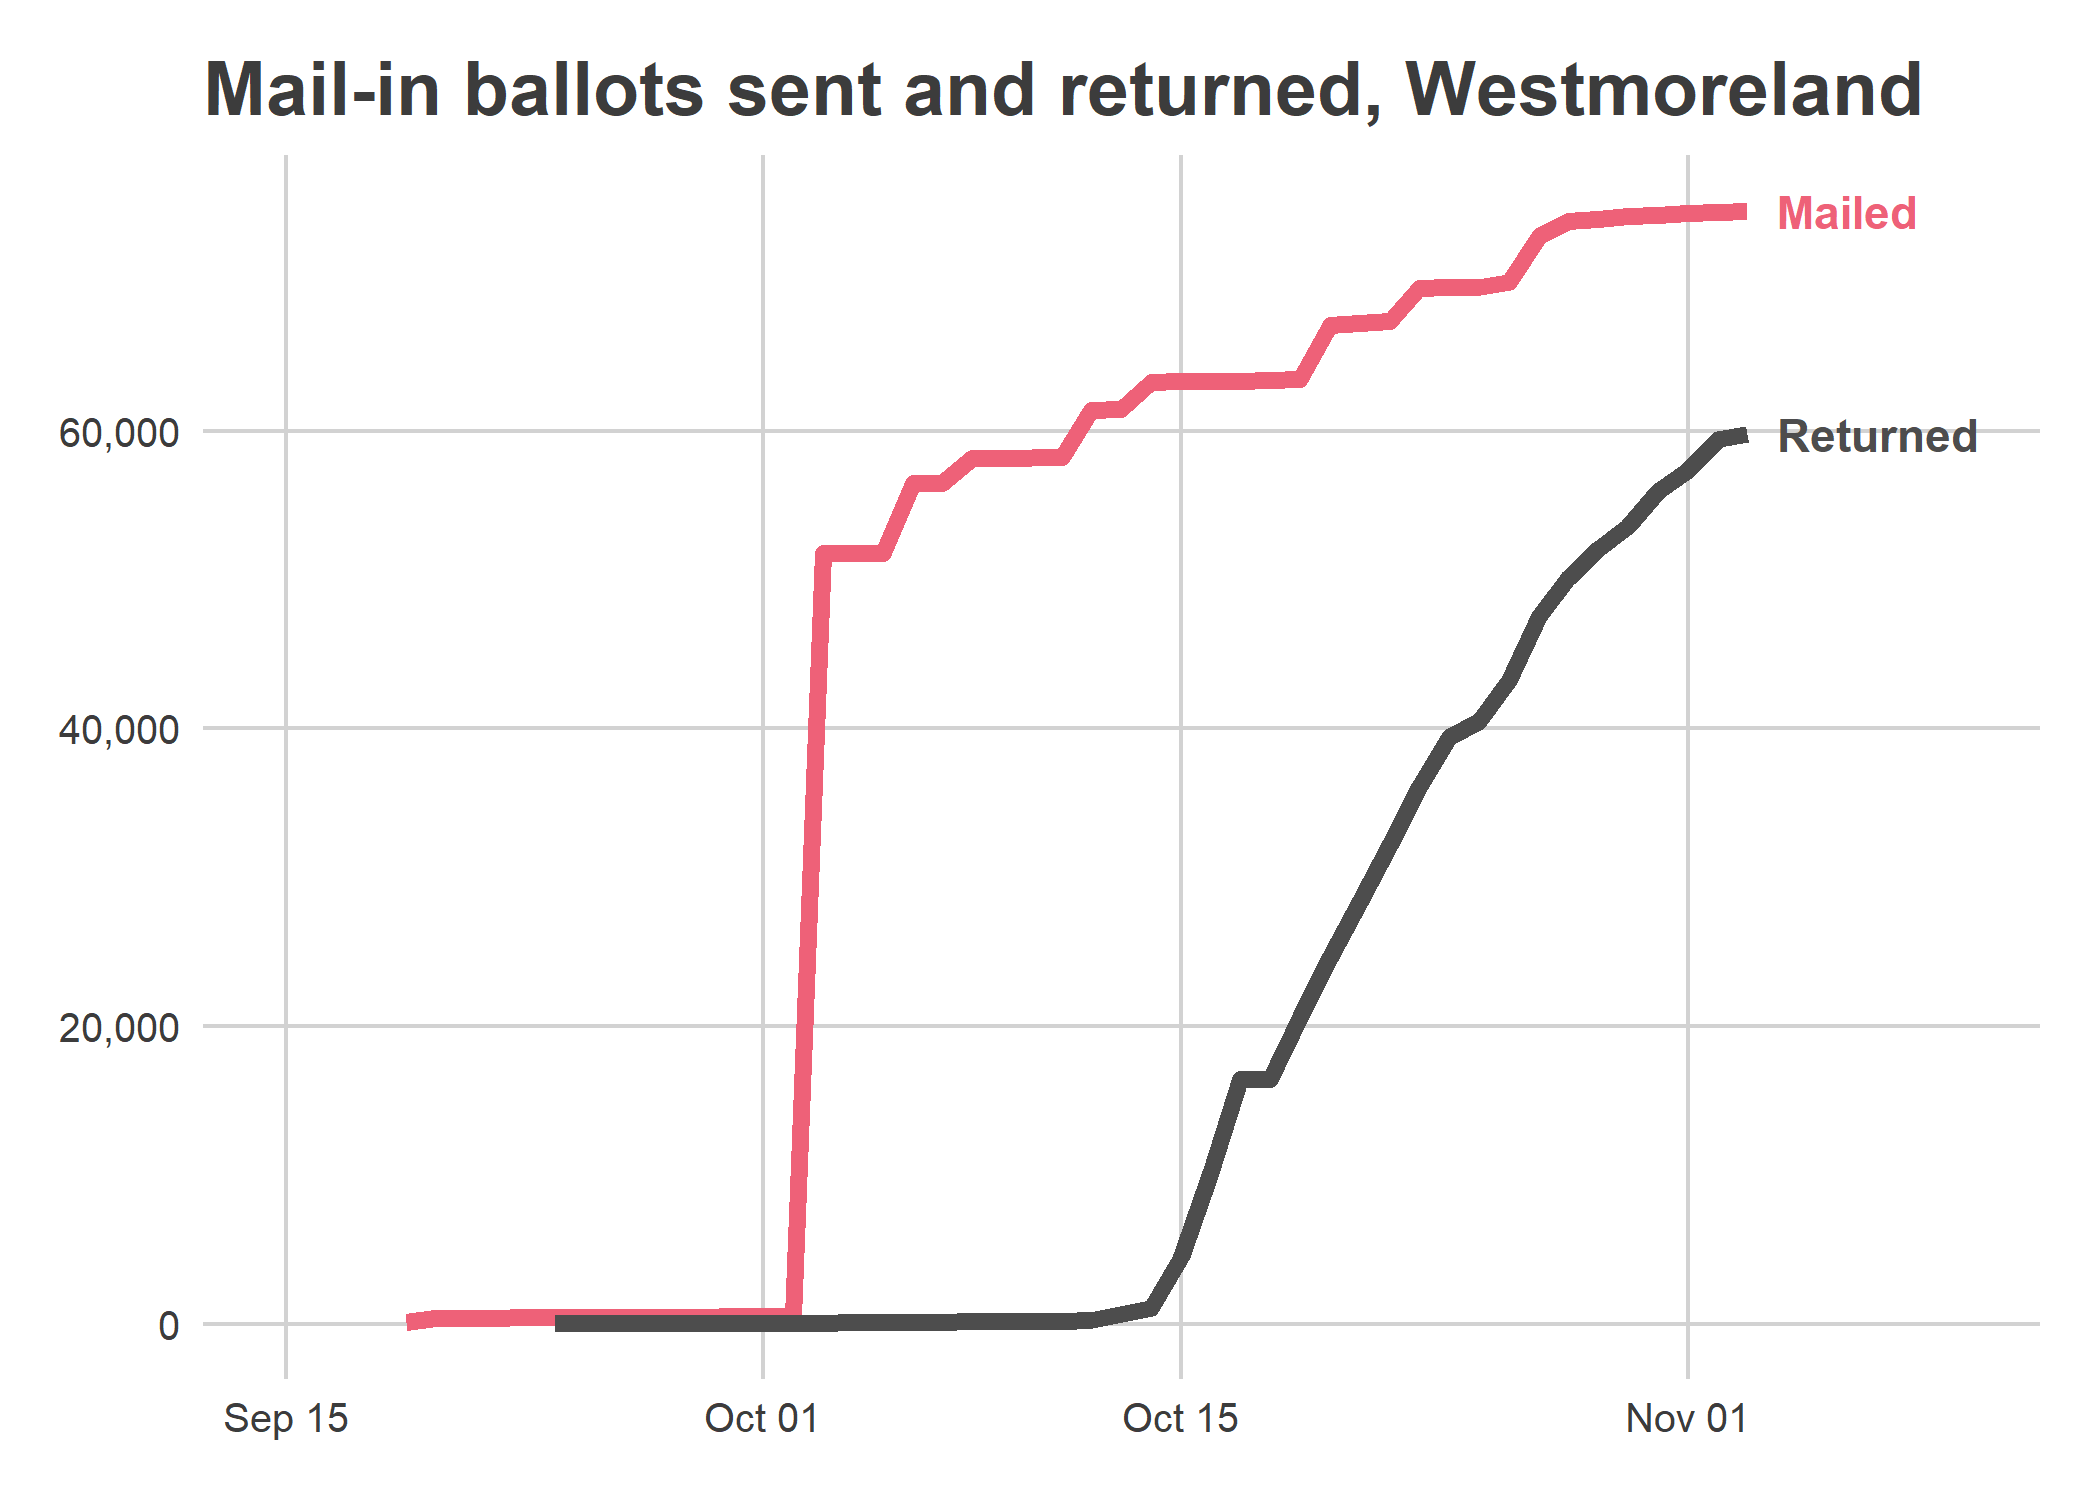 Mail-in ballots sent and returned, Westmoreland
Mailed
60,000
Returned
40,000
20,000
0
Sep 15
Oct 01
Oct 15
Nov 01